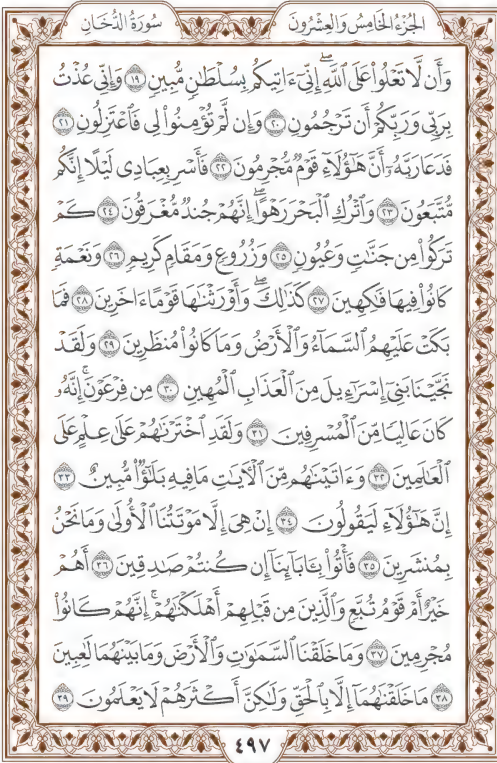 الجُزْءُ الخَامِسُ وَالعِشْرُونَ سُورَةُ الدُّخَانِ
وَأَن لَّا تَعْلُوا۟ عَلَى ٱللَّهِ ۖ إِنِّىٓ ءَاتِيكُم بِسُلْطَـٰنٍ مُّبِينٍ ١٩ وَإِنِّى عُذْتُ
بِرَبِّى وَرَبِّكُمْ أَن تَرْجُمُونِ ٢٠ وَإِن لَّمْ تُؤْمِنُوا۟ لِى فَٱعْتَزِلُونِ ٢١
فَدَعَا رَبَّهُۥٓ أَنَّ هَـٰٓؤُلَآءِ قَوْمٌ مُّجْرِمُونَ ٢٢ فَأَسْرِ بِعِبَادِى لَيْلًا إِنَّكُم
مُّتَّبَعُونَ ٢٣ وَٱتْرُكِ ٱلْبَحْرَ رَهْوًا ۖ إِنَّهُمْ جُندٌ مُّغْرَقُونَ ٢٤ كَمْ
تَرَكُوا۟ مِن جَنَّـٰتٍ وَعُيُونٍ ٢٥ وَزُرُوعٍ وَمَقَامٍ كَرِيمٍ ٢٦ وَنَعْمَةٍ
كَانُوا۟ فِيهَا فَـٰكِهِينَ ٢٧ كَذَٰلِكَ ۖ وَأَوْرَثْنَـٰهَا قَوْمًا ءَاخَرِينَ ٢٨ فَمَا
بَكَتْ عَلَيْهِمُ ٱلسَّمَآءُ وَٱلْأَرْضُ وَمَا كَانُوا۟ مُنظَرِينَ ٢٩ وَلَقَدْ
نَجَّيْنَا بَنِىٓ إِسْرَٰٓءِيلَ مِنَ ٱلْعَذَابِ ٱلْمُهِينِ ٣٠ مِن فِرْعَوْنَ ۚ إِنَّهُۥ
كَانَ عَالِيًا مِّنَ ٱلْمُسْرِفِينَ ٣١ وَلَقَدِ ٱخْتَرْنَـٰهُمْ عَلَىٰ عِلْمٍ عَلَى
ٱلْعَـٰلَمِينَ ٣٢ وَءَاتَيْنَـٰهُم مِّنَ ٱلْـَٔايَـٰتِ مَا فِيهِ بَلَـٰٓؤٌا۟ مُّبِينٌ ٣٣
إِنَّ هَـٰٓؤُلَآءِ لَيَقُولُونَ ٣٤ إِنْ هِىَ إِلَّا مَوْتَتُنَا ٱلْأُولَىٰ وَمَا نَحْنُ
بِمُنشَرِينَ ٣٥ فَأْتُوا۟ بِـَٔابَآئِنَآ إِن كُنتُمْ صَـٰدِقِينَ ٣٦ أَهُمْ
خَيْرٌ أَمْ قَوْمُ تُبَّعٍ وَٱلَّذِينَ مِن قَبْلِهِمْ ۚ أَهْلَكْنَـٰهُمْ ۖ إِنَّهُمْ كَانُوا۟
مُجْرِمِينَ ٣٧ وَمَا خَلَقْنَا ٱلسَّمَـٰوَٰتِ وَٱلْأَرْضَ وَمَا بَيْنَهُمَا لَـٰعِبِينَ
٣٨ مَا خَلَقْنَـٰهُمَآ إِلَّا بِٱلْحَقِّ وَلَـٰكِنَّ أَكْثَرَهُمْ لَا يَعْلَمُونَ ٣٩
٤٩٧